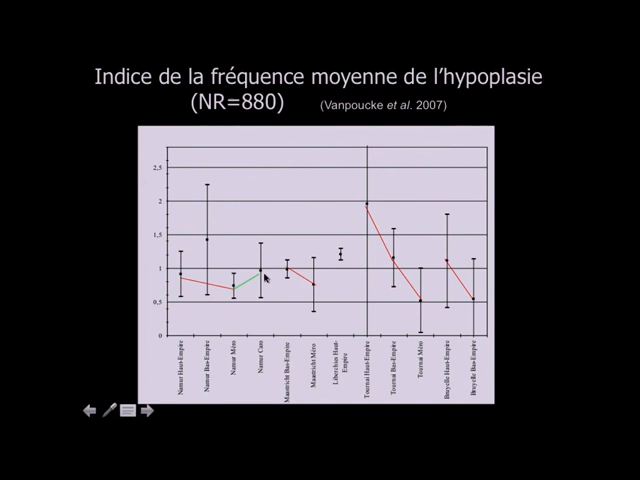 Indice de la fréquence moyenne de l'hypoplasie
(NR=880) (Vanpoucke et al. 2007)
2,5
2
1,5
1
0,5
0
Namur Haut-Empire
Namur Bas-Empire
Namur Méro
Namur Caro
Maastricht Bas-Empire
Maastricht Méro
Liberchies Haut-
Empire
Tournai Haut-Empire
Tournai Bas-Empire
Tournai Méro
Bruyelle Haut-Empire
Bruyelle Bas-Empire